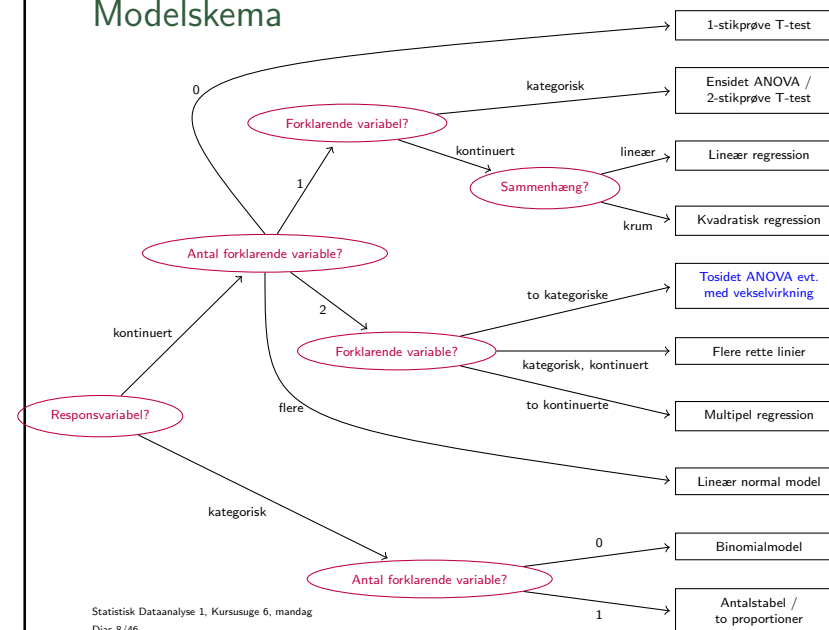 Modelskema
1-stikprøve T-test
0
kategorisk
Ensidet ANOVA /
2-stikprøve T-test
Forklarende variabel?
kontinuert
lineær
Lineær regression
1
Sammenhæng?
krum
Kvadratisk regression
Antal forklarende variable?
Tosidet ANOVA evt.
med vekselvirkning
to kategoriske
2
kontinuert
Forklarende variable?
kategorisk, kontinuert
Flere rette linier
to kontinuerte
Multipel regression
flere
Responsvariabel?
Lineær normal model
kategorisk
0
Binomialmodel
Antal forklarende variable?
1
Antalstabel /
to proportioner
Statistisk Dataanalyse 1, Kursusuge 6, mandag
Dias 8/46